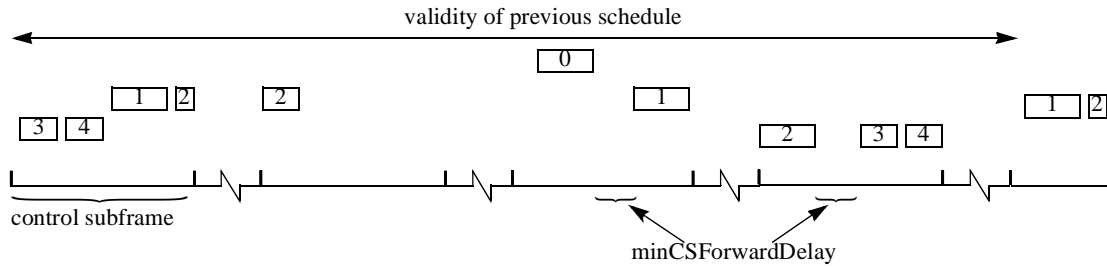 validity of previous schedule
0
1 2 2 1 1 2
3 4 2 3 4
control subframe
minCSForwardDelay